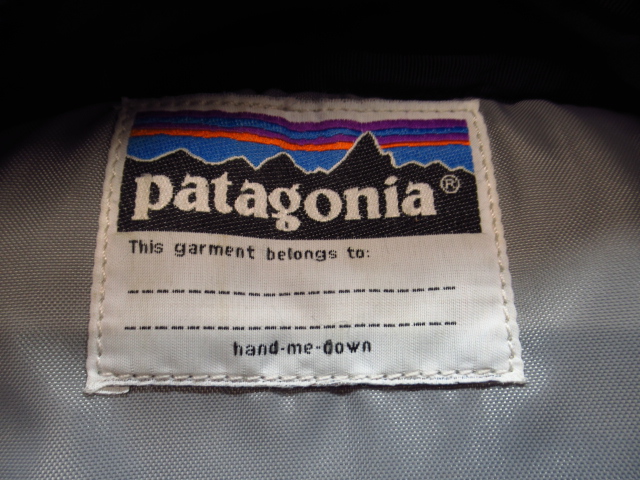 patagonia®
This garment belongs to:
hand-me-down